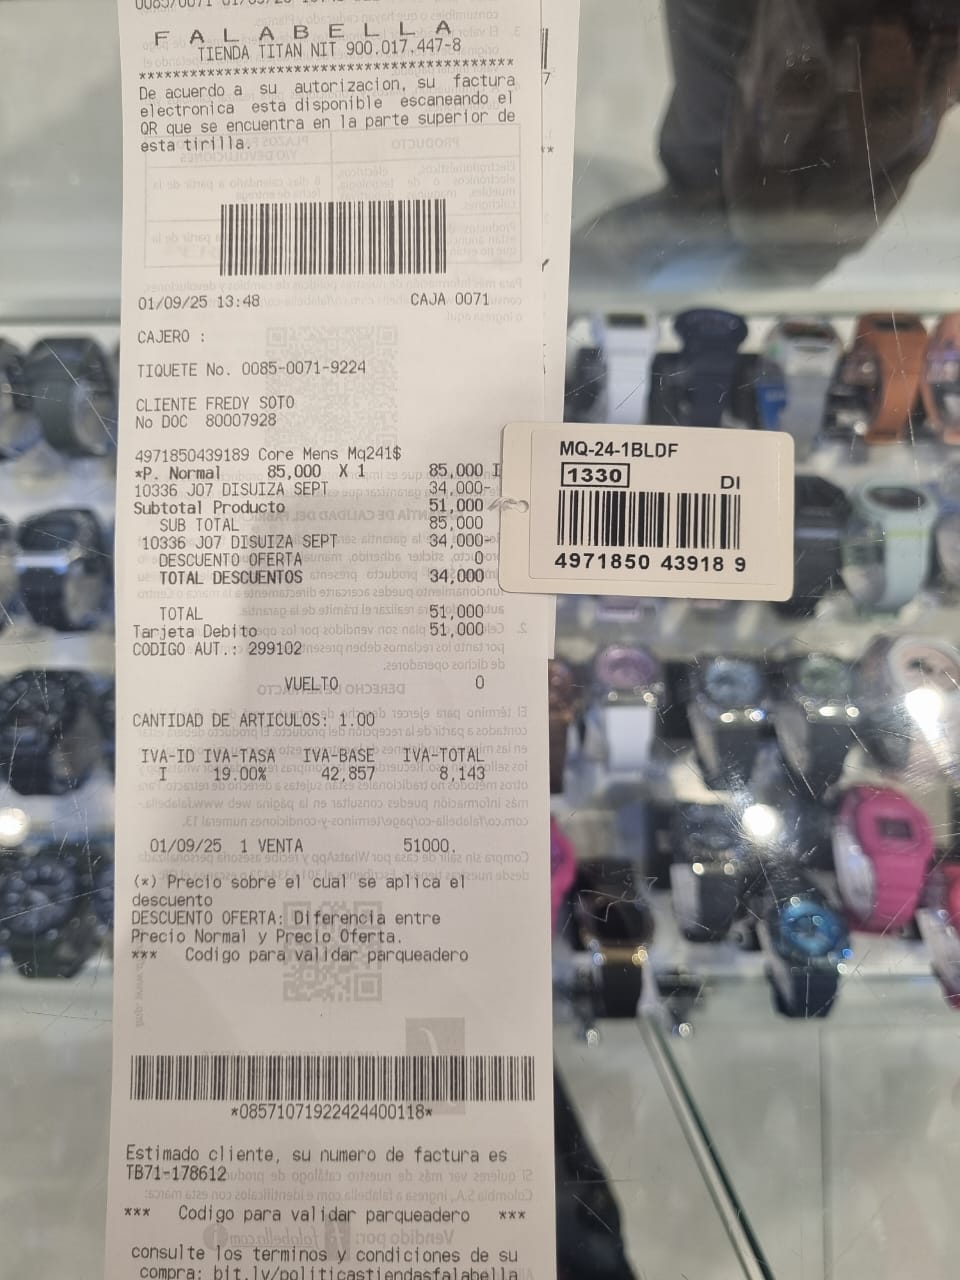 F A L A B E L L A
TIENDA TITAN NIT 900.017.447-8
************************************************
De acuerdo a su autorizacion, su factura
electronica esta disponible escaneando el
QR que se encuentra en la parte superior de
esta tirilla.
01/09/25 13:48 CAJA 0071
CAJERO :
TIQUETE No. 0085-0071-9224
CLIENTE FREDY SOTO
No DOC 80007928
4971850439189 Core Mens Mq241$
*P. Normal 85,000 X 1 85,000 I
10336 J07 DISUIZA SEPT 34,000-
Subtotal Producto 51,000
SUB TOTAL 85,000
10336 J07 DISUIZA SEPT 34,000-
DESCUENTO OFERTA 0
TOTAL DESCUENTOS 34,000
TOTAL 51,000
Tarjeta Debito 51,000
CODIGO AUT.: 299102
VUELTO 0
CANTIDAD DE ARTICULOS: 1.00
IVA-ID IVA-TASA IVA-BASE IVA-TOTAL
I 19.00% 42,857 8,143
01/09/25 1 VENTA 51000.
(*) Precio sobre el cual se aplica el
descuento
DESCUENTO OFERTA: Diferencia entre
Precio Normal y Precio Oferta.
*** Codigo para validar parqueadero
*08571071922424400118*
Estimado cliente, su numero de factura es
TB71-178612
*** Codigo para validar parqueadero ***
consulte los terminos y condiciones de su
compra: bit.ly/politicastiendasfalabella
MQ-24-1BLDF
1330 DI
4971850 43918 9